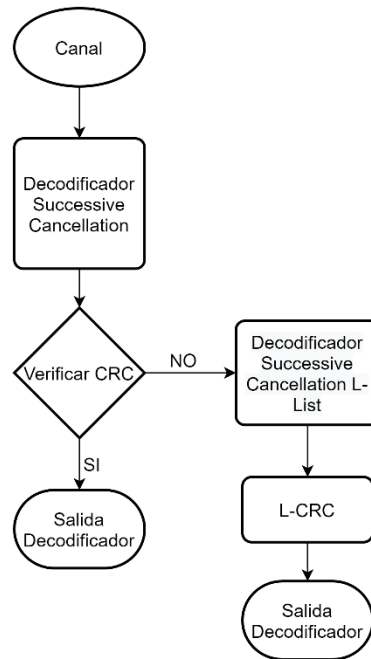 Canal
Decodificador
Successive
Cancellation
Verificar CRC
NO
SI
Salida
Decodificador
Decodificador
Successive
Cancellation L-
List
L-CRC
Salida
Decodificador